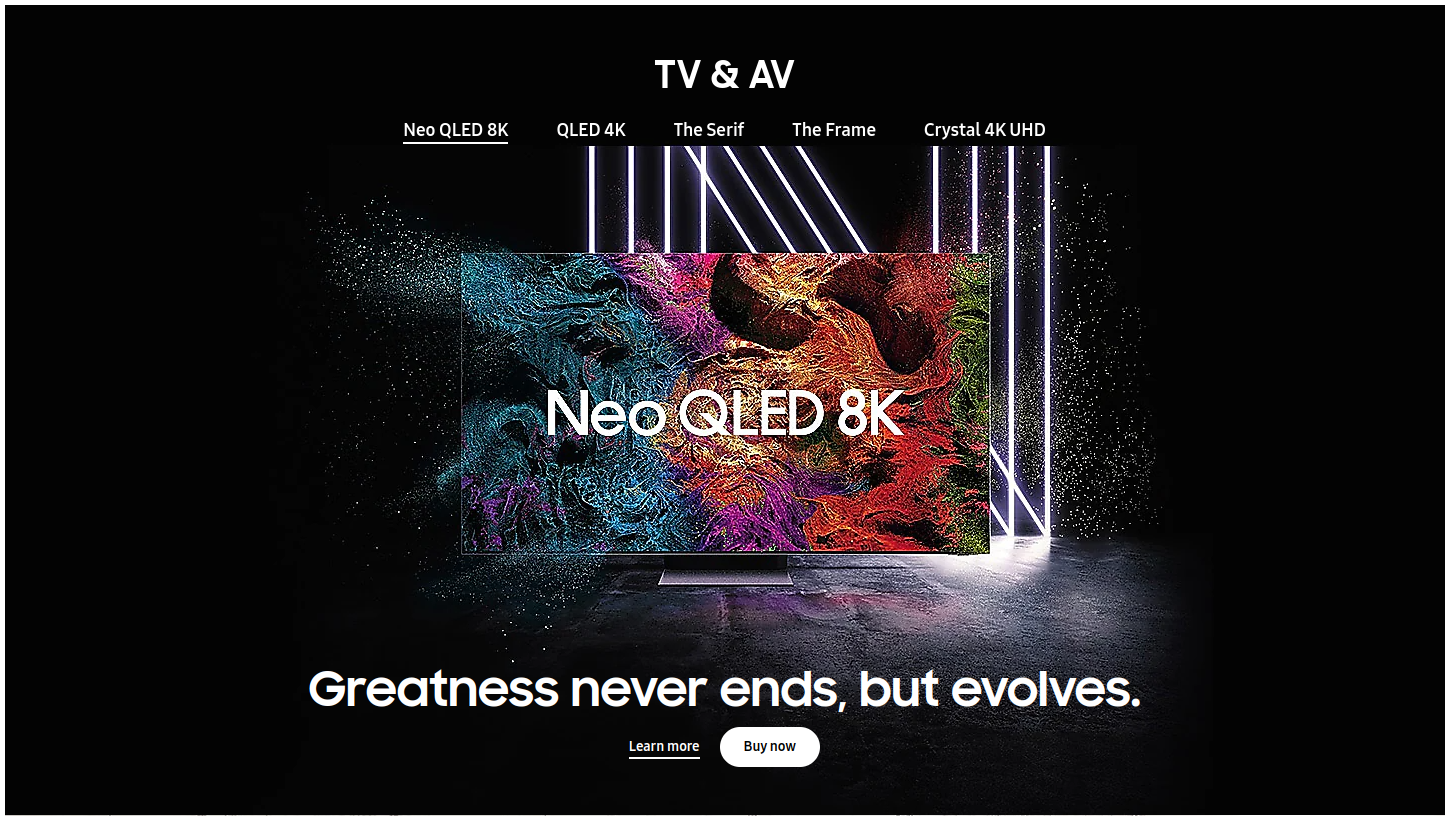 TV & AV
Neo QLED 8K QLED 4K The Serif The Frame Crystal 4K UHD
Neo QLED 8K
Greatness never ends, but evolves.
Learn more Buy now